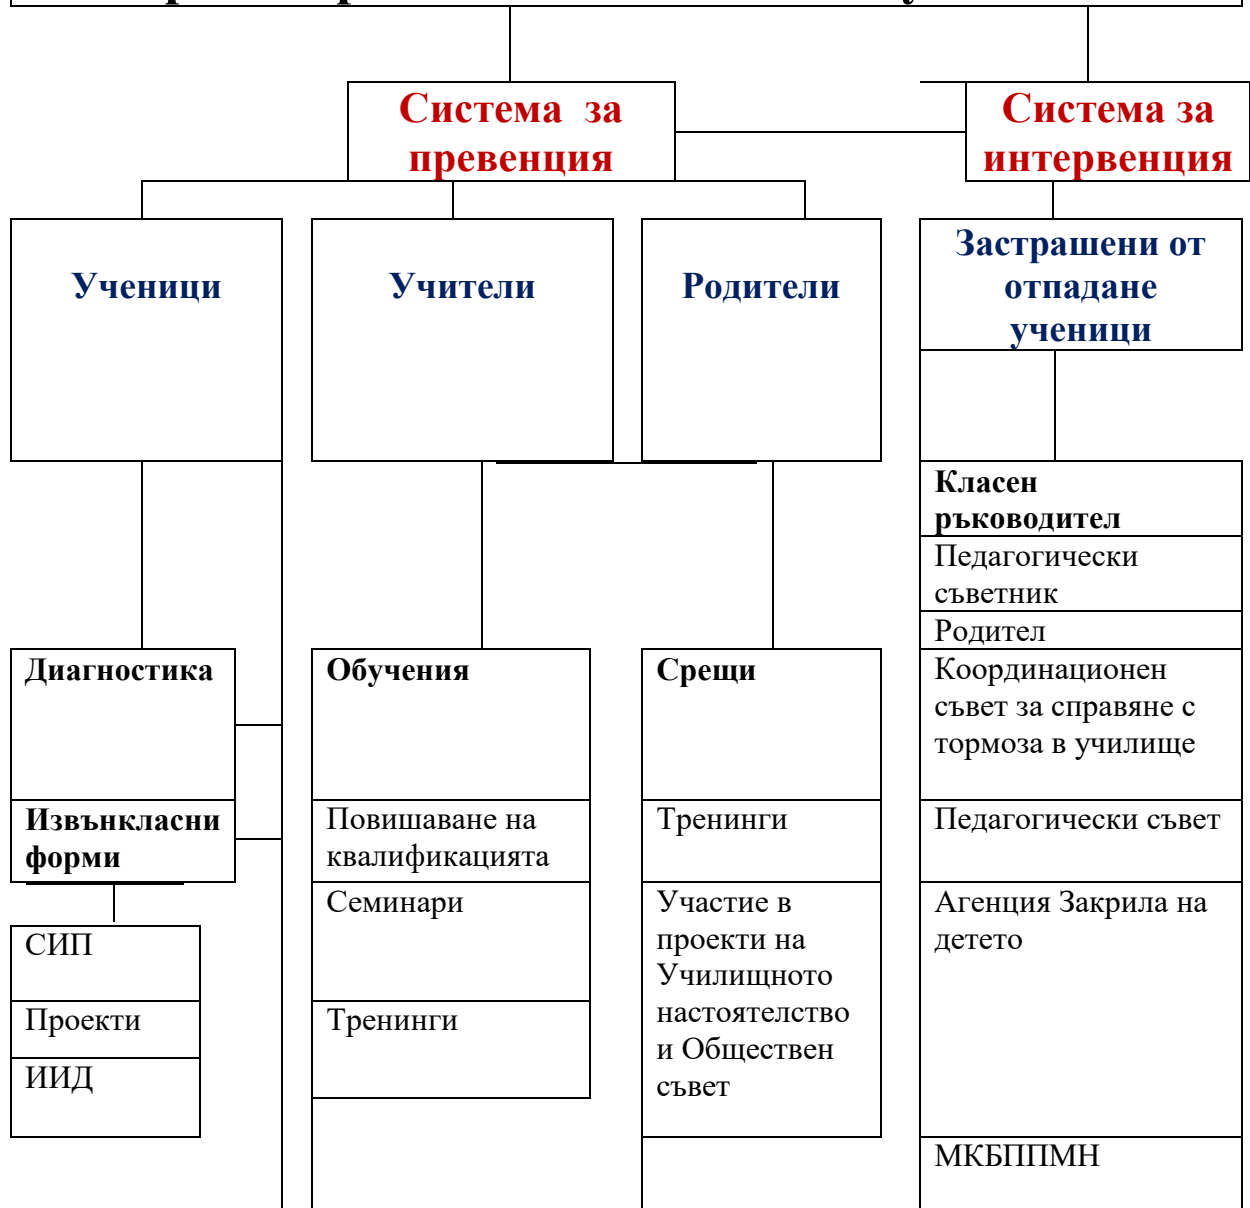 Система за
превенция
Система за
интервенция
Ученици
Учители
Родители
Застрашени от
отпадане
ученици
Класен
ръководител
Педагогически
съветник
Родител
Диагностика
Обучения
Срещи
Координационен
съвет за справяне с
тормоза в училище
Извънкласни
форми
Повишаване на
квалификацията
Тренинги
Педагогически съвет
СИП
Проекти
ИИД
Семинари
Тренинги
Участие в
проекти на
Училищното
настоятелство
и Обществен
съвет
Агенция Закрила на
детето
МКБППМН